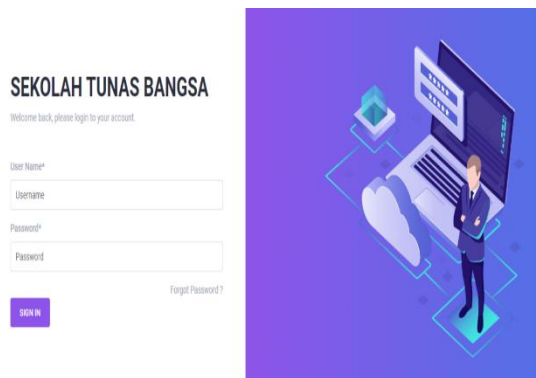 SEKOLAH TUNAS BANGSA
Welcome back, please login to your account.
User Name*
Username
Password*
Password
Forgot Password ?
SIGN IN